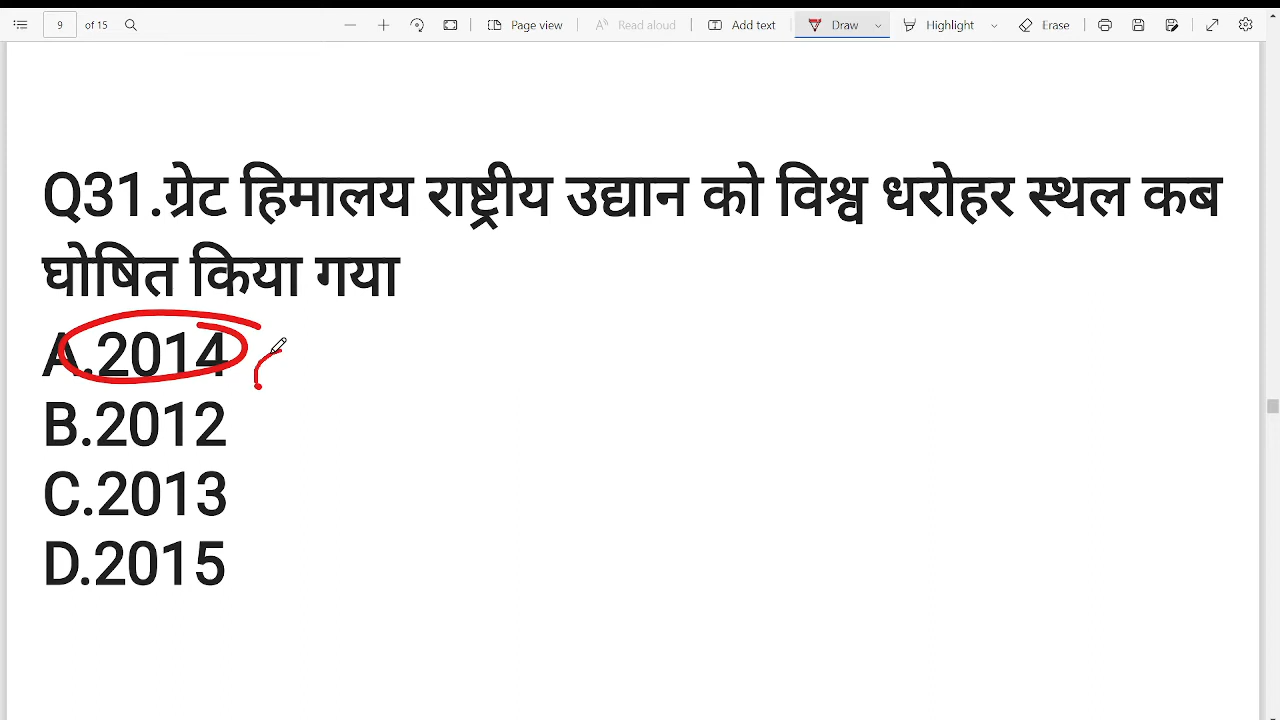 9 of 15 Page view Read aloud Add text Draw Highlight Erase
Q31.ग्रेट हिमालय राष्ट्रीय उद्यान को विश्व धरोहर स्थल कब
घोषित किया गया
A.2014
B.2012
C.2013
D.2015